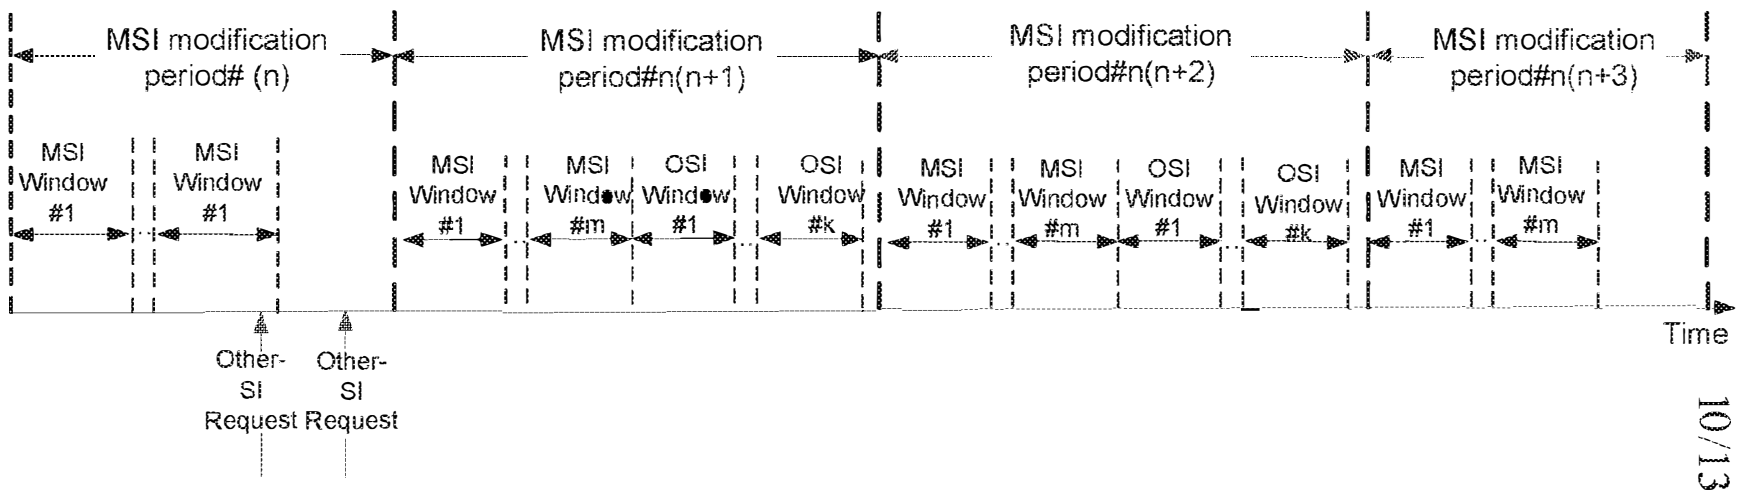 MSI modification
period# (n)
MSI modification
period#n(n+1)
MSI modification
period#n(n+2)
MSI modification
period#n(n+3)
MSI
Window
#1
...
MSI
Window
#1
MSI
Window
#1
...
MSI
Window
#m
OSI
Window
#1
...
OSI
Window
#k
MSI
Window
#1
...
MSI
Window
#m
OSI
Window
#1
...
OSI
Window
#k
MSI
Window
#1
...
MSI
Window
#m
Time
Other-
SI
Request
Other-
SI
Request
10/13